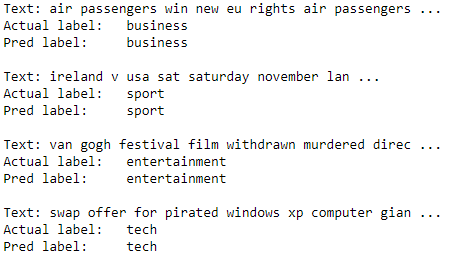 Text: air passengers win new eu rights air passengers ...
Actual label: business
Pred label: business
Text: ireland v usa sat saturday november lan ...
Actual label: sport
Pred label: sport
Text: van gogh festival film withdrawn murdered direc ...
Actual label: entertainment
Pred label: entertainment
Text: swap offer for pirated windows xp computer gian ...
Actual label: tech
Pred label: tech